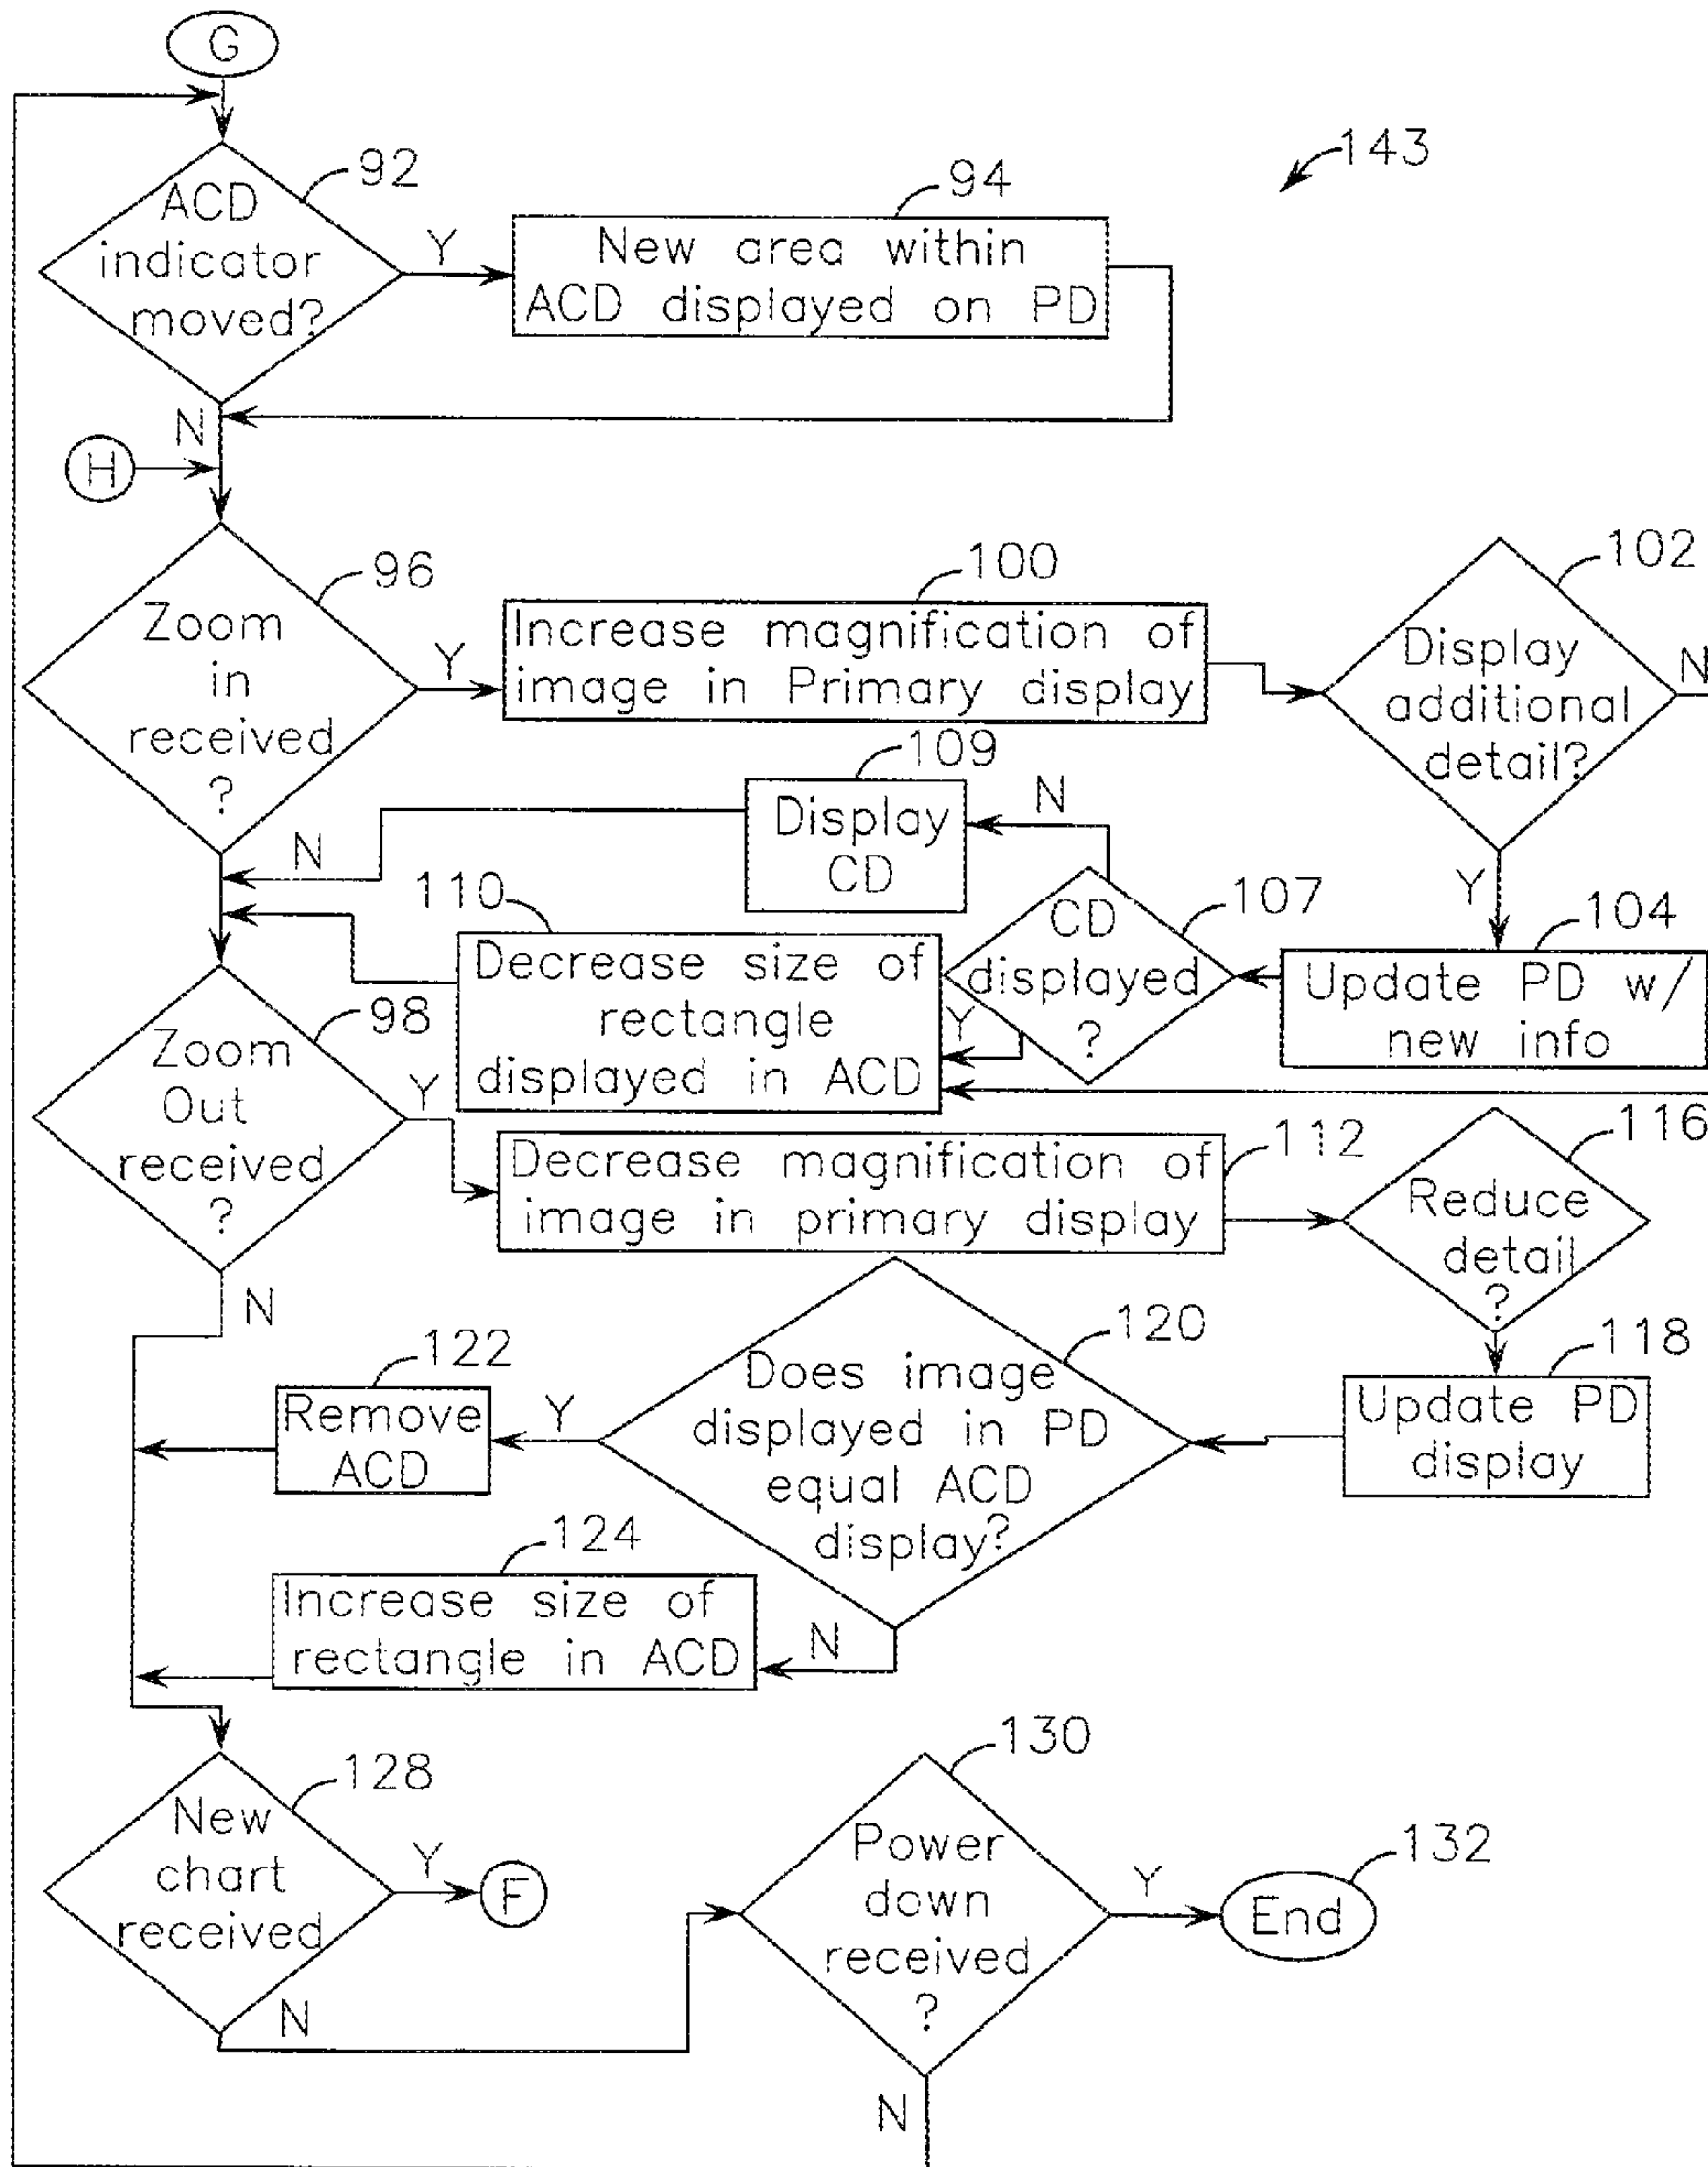 G
143
92
ACD
indicator
moved?
Y
94
New area within
ACD displayed on PD
N
H
96
Zoom
in
received
?
Y
100
Increase magnification of
image in Primary display
102
Display
additional
detail?
N
Y
109
Display
CD
N
N
107
CD
displayed
?
Y
104
Update PD w/
new info
110
Decrease size of
rectangle
displayed in ACD
98
Zoom
Out
received
?
Y
112
Decrease magnification of
image in primary display
116
Reduce
detail
?
N
118
Update PD
display
120
Does image
displayed in PD
equal ACD
display?
Y
122
Remove
ACD
N
124
Increase size of
rectangle in ACD
128
New
chart
received
Y
F
N
130
Power
down
received
?
Y
132
End
N